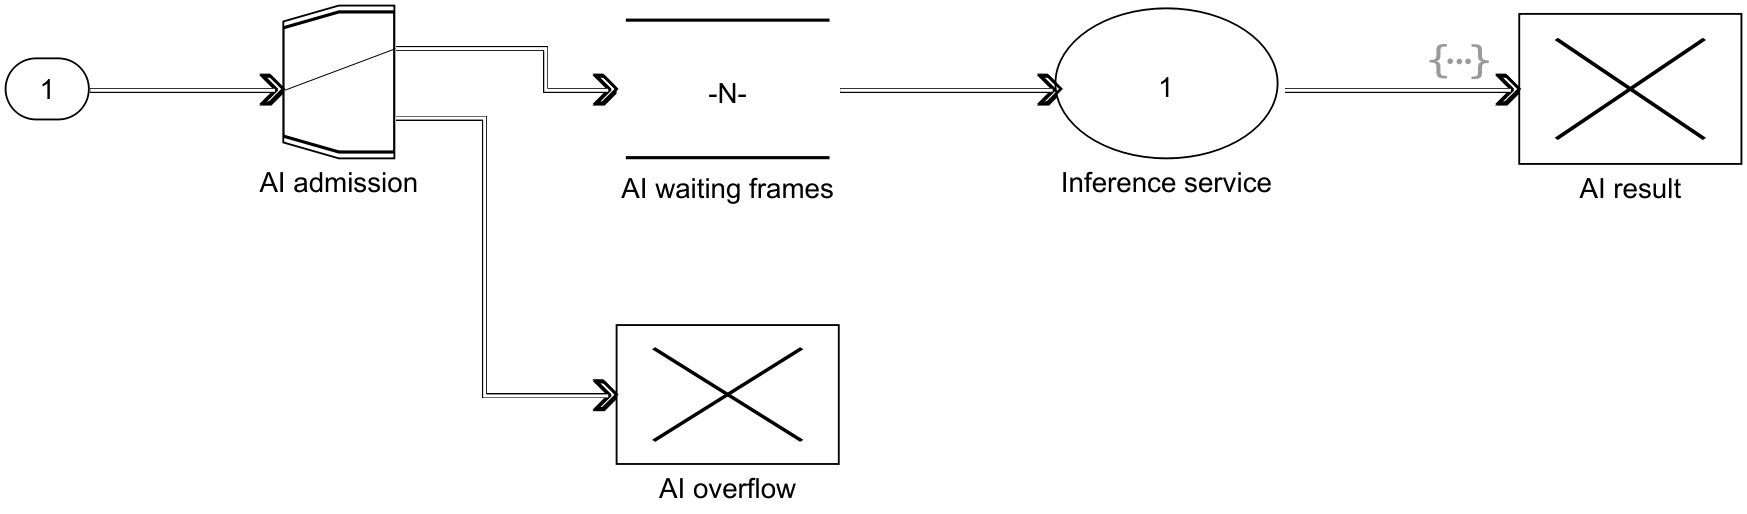 1
-N-
1
{...}
AI admission
AI waiting frames
Inference service
AI result
AI overflow